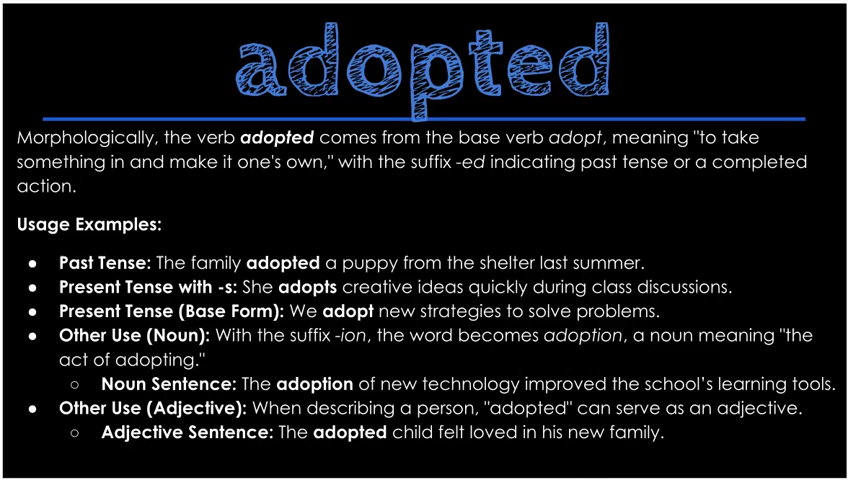 adopted
Morphologically, the verb adopted comes from the base verb adopt, meaning "to take
something in and make it one's own," with the suffix -ed indicating past tense or a completed
action.
Usage Examples:
● Past Tense: The family adopted a puppy from the shelter last summer.
● Present Tense with -s: She adopts creative ideas quickly during class discussions.
● Present Tense (Base Form): We adopt new strategies to solve problems.
● Other Use (Noun): With the suffix -ion, the word becomes adoption, a noun meaning "the
act of adopting."
○ Noun Sentence: The adoption of new technology improved the school’s learning tools.
● Other Use (Adjective): When describing a person, "adopted" can serve as an adjective.
○ Adjective Sentence: The adopted child felt loved in his new family.